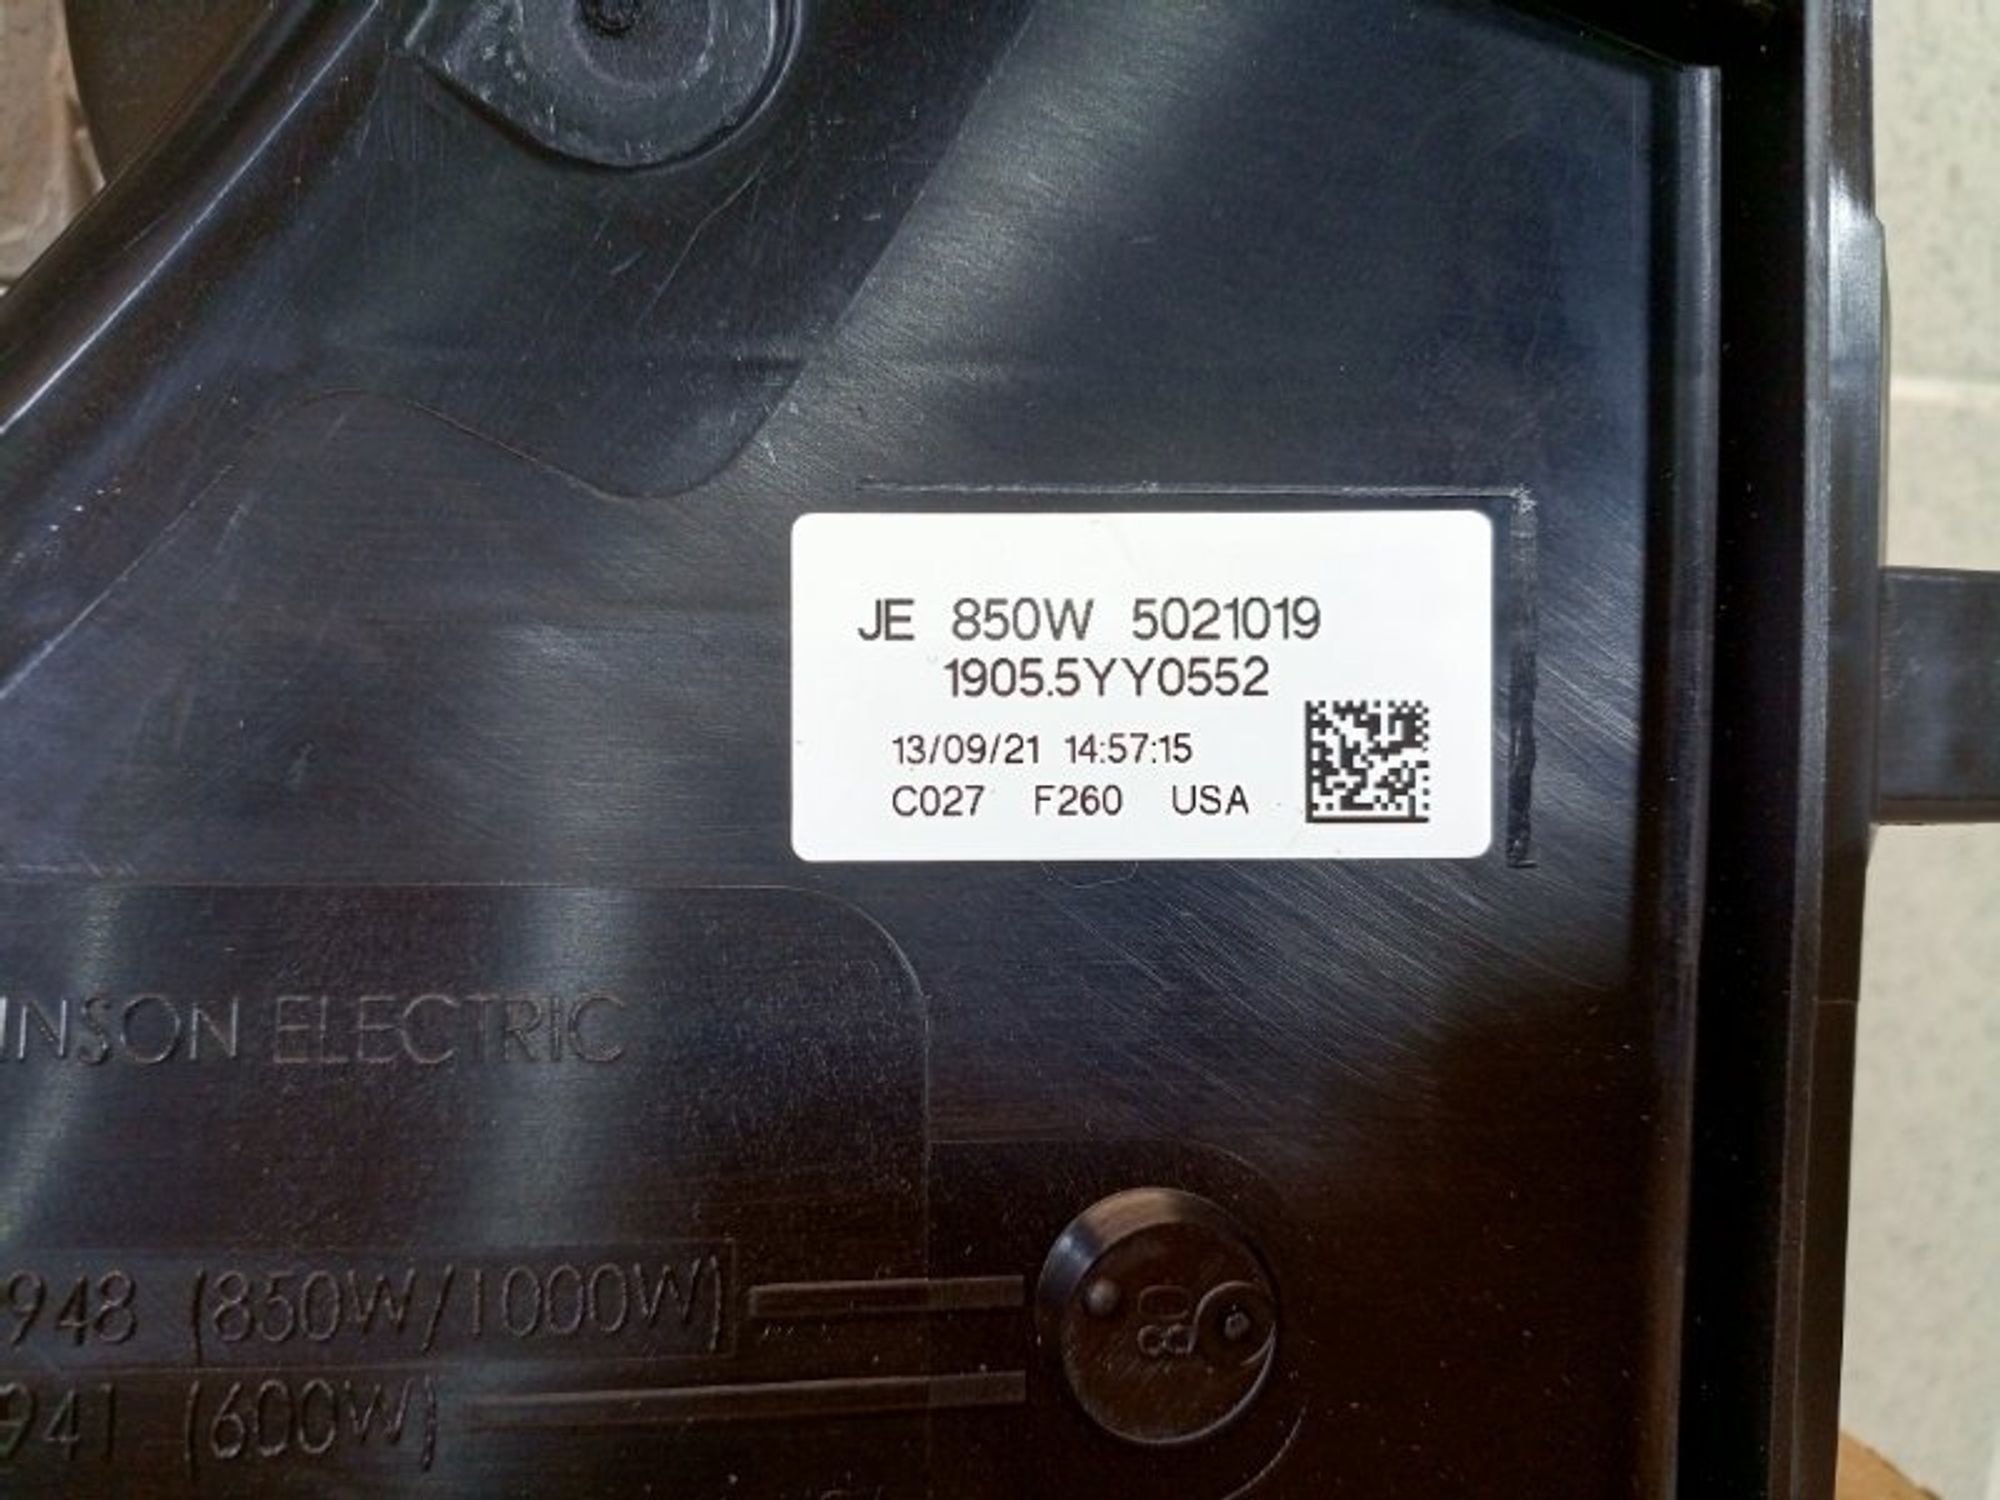 JE 850W 5021019
1905.5YY0552
13/09/21 14:57:15
C027 F260 USA
INSON ELECTRIC
948 (850W/1000W)
941 (600W)
80